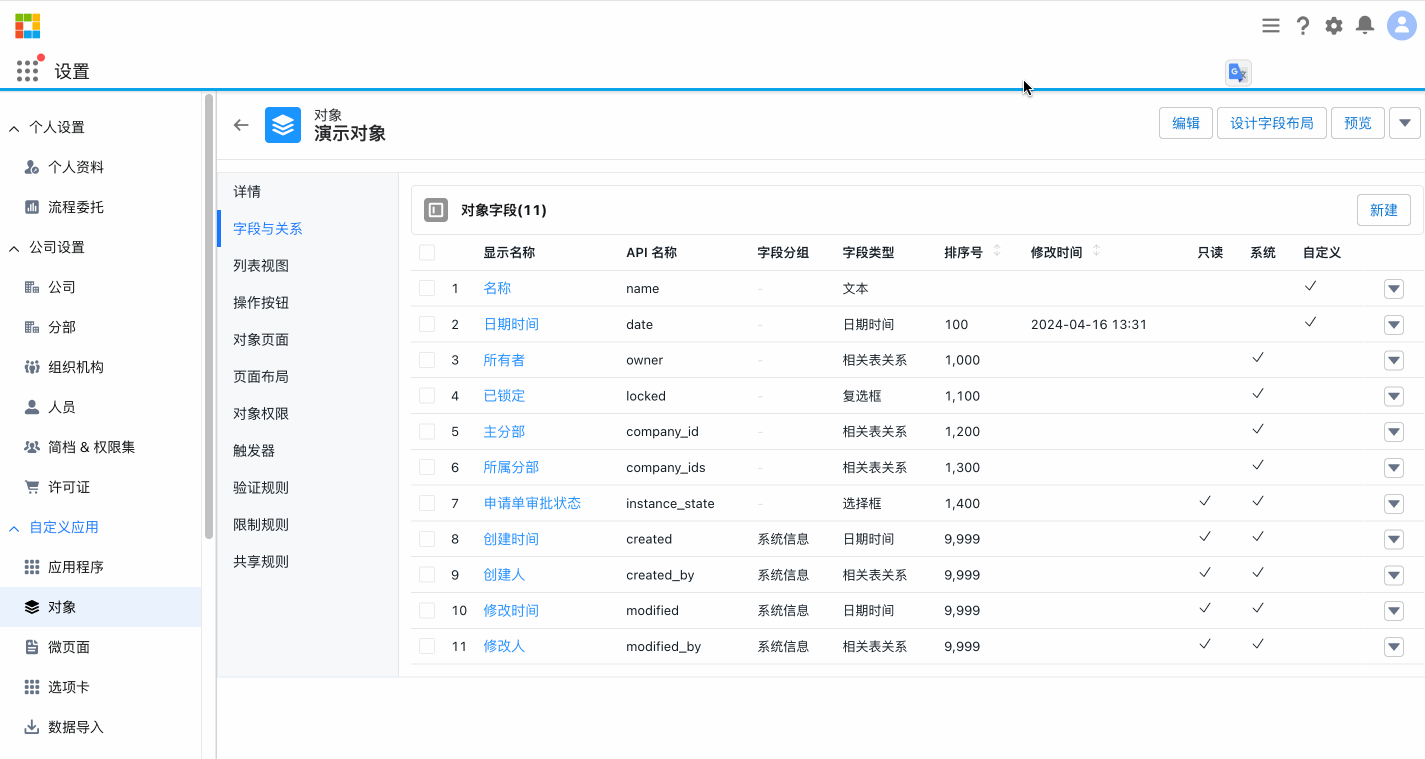 设置
个人设置
个人资料
流程委托
公司设置
公司
分部
组织机构
人员
简档 & 权限集
许可证
自定义应用
应用程序
对象
微页面
选项卡
数据导入
对象
演示对象
编辑
设计字段布局
预览
详情
字段与关系
列表视图
操作按钮
对象页面
页面布局
对象权限
触发器
验证规则
限制规则
共享规则
对象字段(11)
新建
显示名称 API 名称 字段分组 字段类型 排序号 修改时间 只读 系统 自定义
1 名称 name - 文本
2 日期时间 date - 日期时间 100 2024-04-16 13:31
3 所有者 owner - 相关表关系 1,000
4 已锁定 locked - 复选框 1,100
5 主分部 company_id - 相关表关系 1,200
6 所属分部 company_ids - 相关表关系 1,300
7 申请单审批状态 instance_state - 选择框 1,400
8 创建时间 created 系统信息 日期时间 9,999
9 创建人 created_by 系统信息 相关表关系 9,999
10 修改时间 modified 系统信息 日期时间 9,999
11 修改人 modified_by 系统信息 相关表关系 9,999